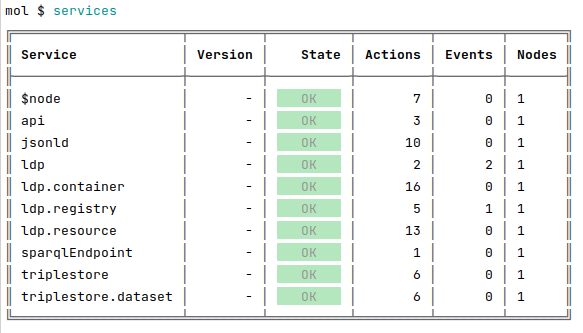 mol $ services
Service Version State Actions Events Nodes
$node - OK 7 0 1
api - OK 3 0 1
jsonld - OK 10 0 1
ldp - OK 2 2 1
ldp.container - OK 16 0 1
ldp.registry - OK 5 1 1
ldp.resource - OK 13 0 1
sparqlEndpoint - OK 1 0 1
triplestore - OK 6 0 1
triplestore.dataset - OK 6 0 1